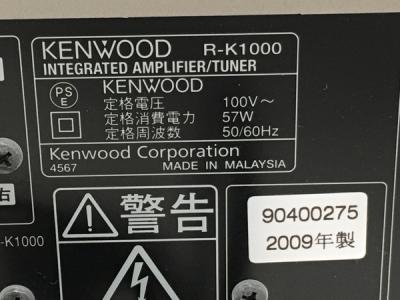 KENWOOD R-K1000
INTEGRATED AMPLIFIER/TUNER
PS
E
KENWOOD
定格電圧 100V～
定格消費電力 57W
定格周波数 50/60Hz
Kenwood Corporation
4567 MADE IN MALAYSIA
右
-K1000
警告
90400275
2009年製